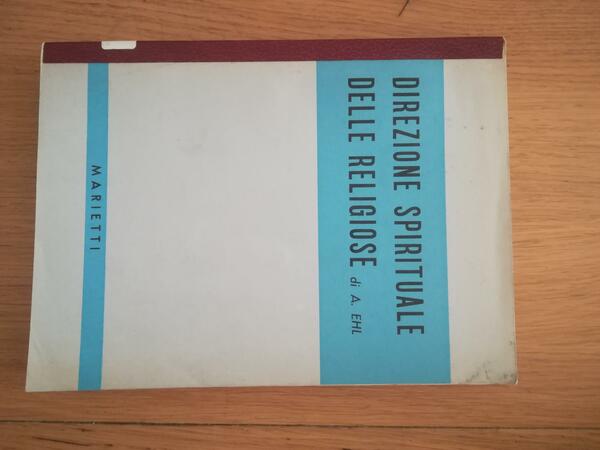 DIREZIONE SPIRITUALE
DELLE RELIGIOSE di A. EHL
MARIETTI